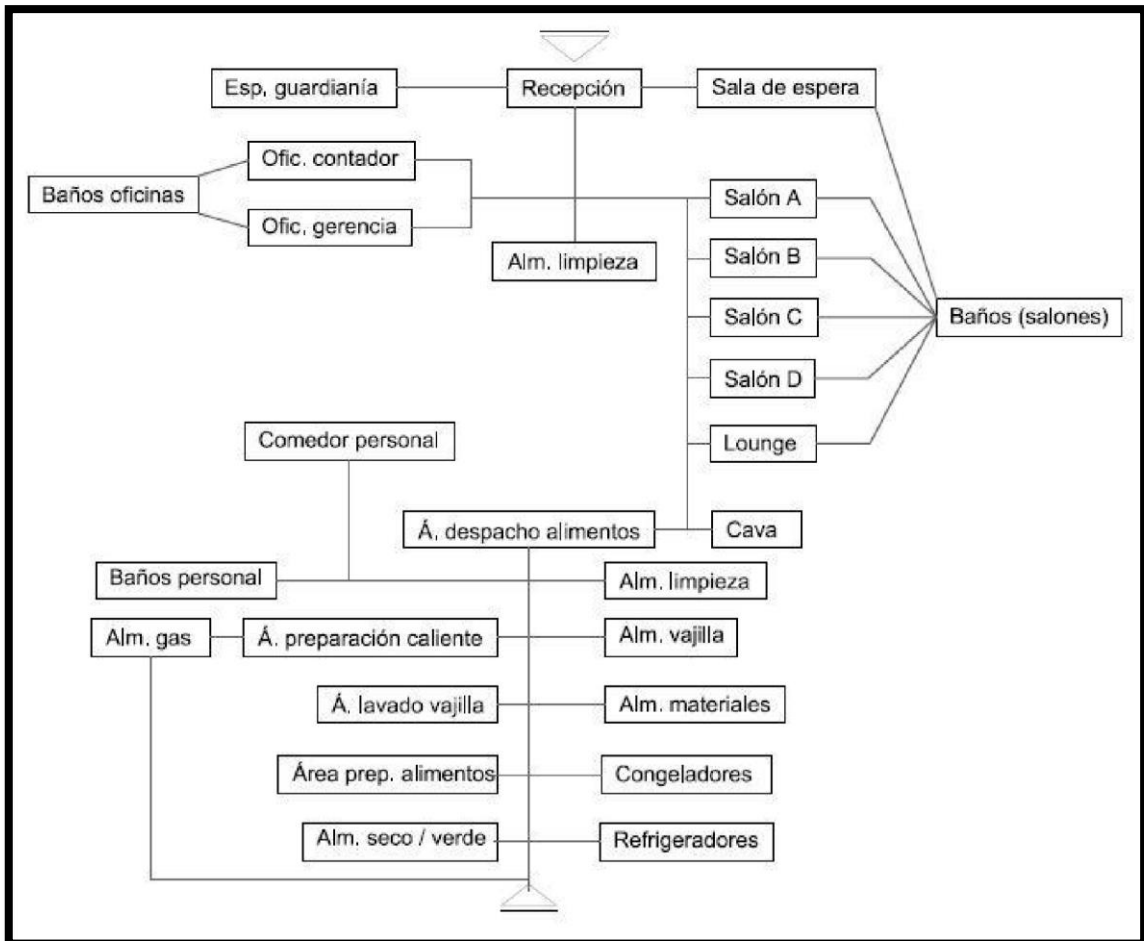 Esp, guardianía
Recepción
Sala de espera
Ofic. contador
Baños oficinas
Salón A
Ofic, gerencia
Alm. limpieza
Salón B
Salón C
Baños (salones)
Salón D
Comedor personal
Lounge
Á, despacho alimentos
Cava
Baños personal
Alm. limpieza
Alm. gas
Á. preparación caliente
Alm. vajilla
Á. lavado vajilla
Alm. materiales
Área prep. alimentos
Congeladores
Alm. seco / verde
Refrigeradores